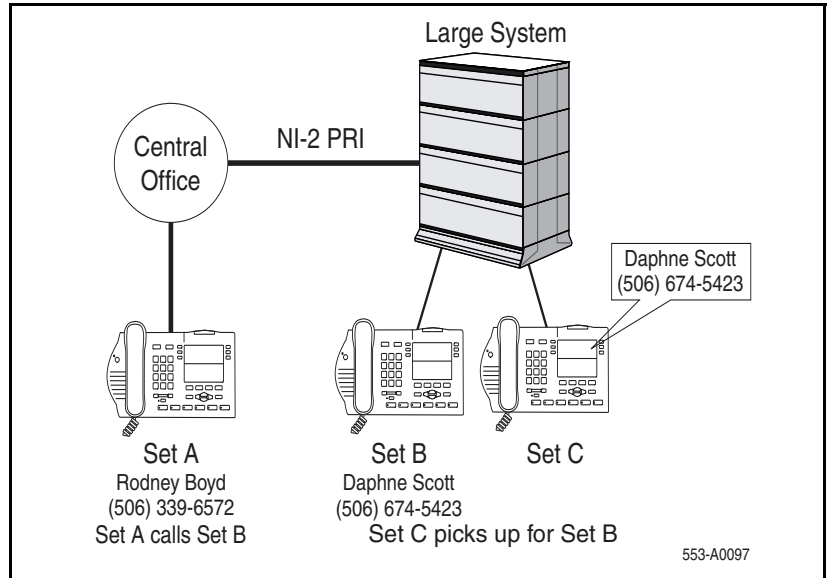 Large System
Central
Office
NI-2 PRI
Daphne Scott
(506) 674-5423
Set A
Rodney Boyd
(506) 339-6572
Set A calls Set B
Set B
Daphne Scott
(506) 674-5423
Set C
Set C picks up for Set B
553-A0097